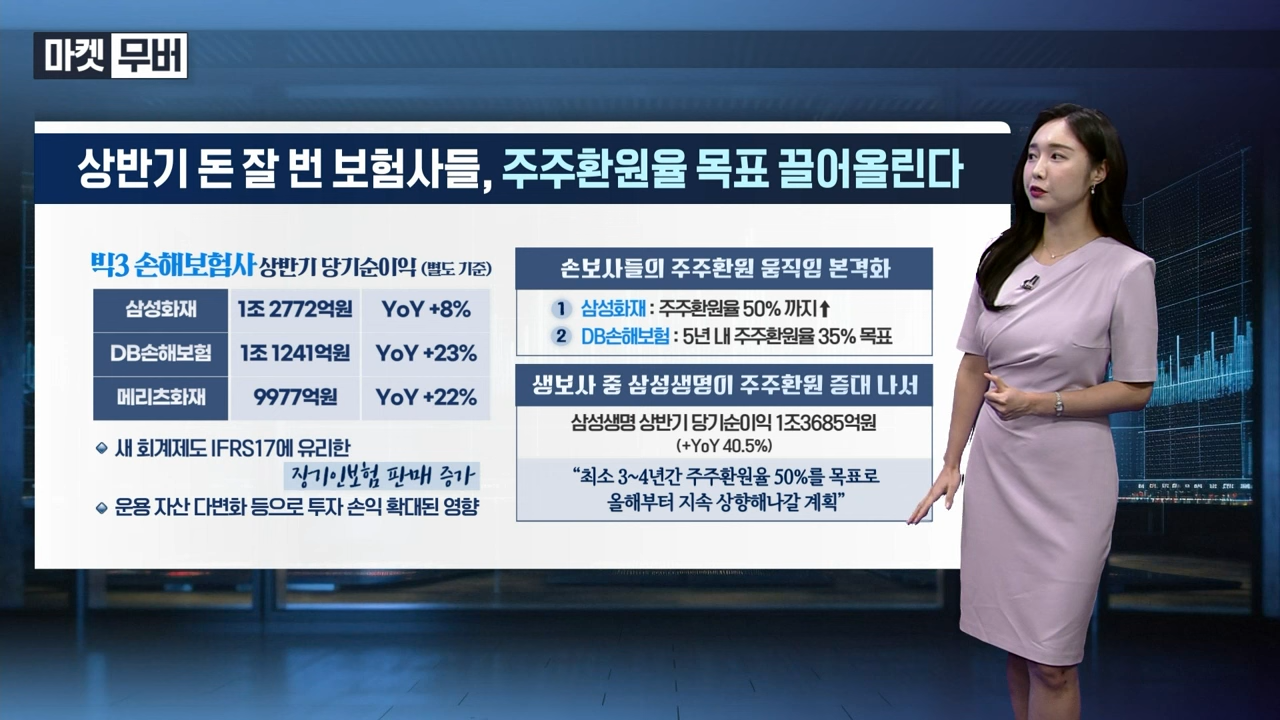 마켓 무버
상반기 돈 잘 번 보험사들, 주주환원율 목표 끌어올린다
빅3 손해보험사 상반기 당기순이익 (별도 기준)
삼성화재 1조 2772억원 YoY +8%
DB손해보험 1조 1241억원 YoY +23%
메리츠화재 9977억원 YoY +22%
새 회계제도 IFRS17에 유리한
장기인보험 판매 증가
운용 자산 다변화 등으로 투자 손익 확대된 영향
손보사들의 주주환원 움직임 본격화
1 삼성화재 : 주주환원율 50% 까지↑
2 DB손해보험 : 5년 내 주주환원율 35% 목표
생보사 중 삼성생명이 주주환원 증대 나서
삼성생명 상반기 당기순이익 1조3685억원
(+YoY 40.5%)
“최소 3~4년간 주주환원율 50%를 목표로
올해부터 지속 상향해나갈 계획”